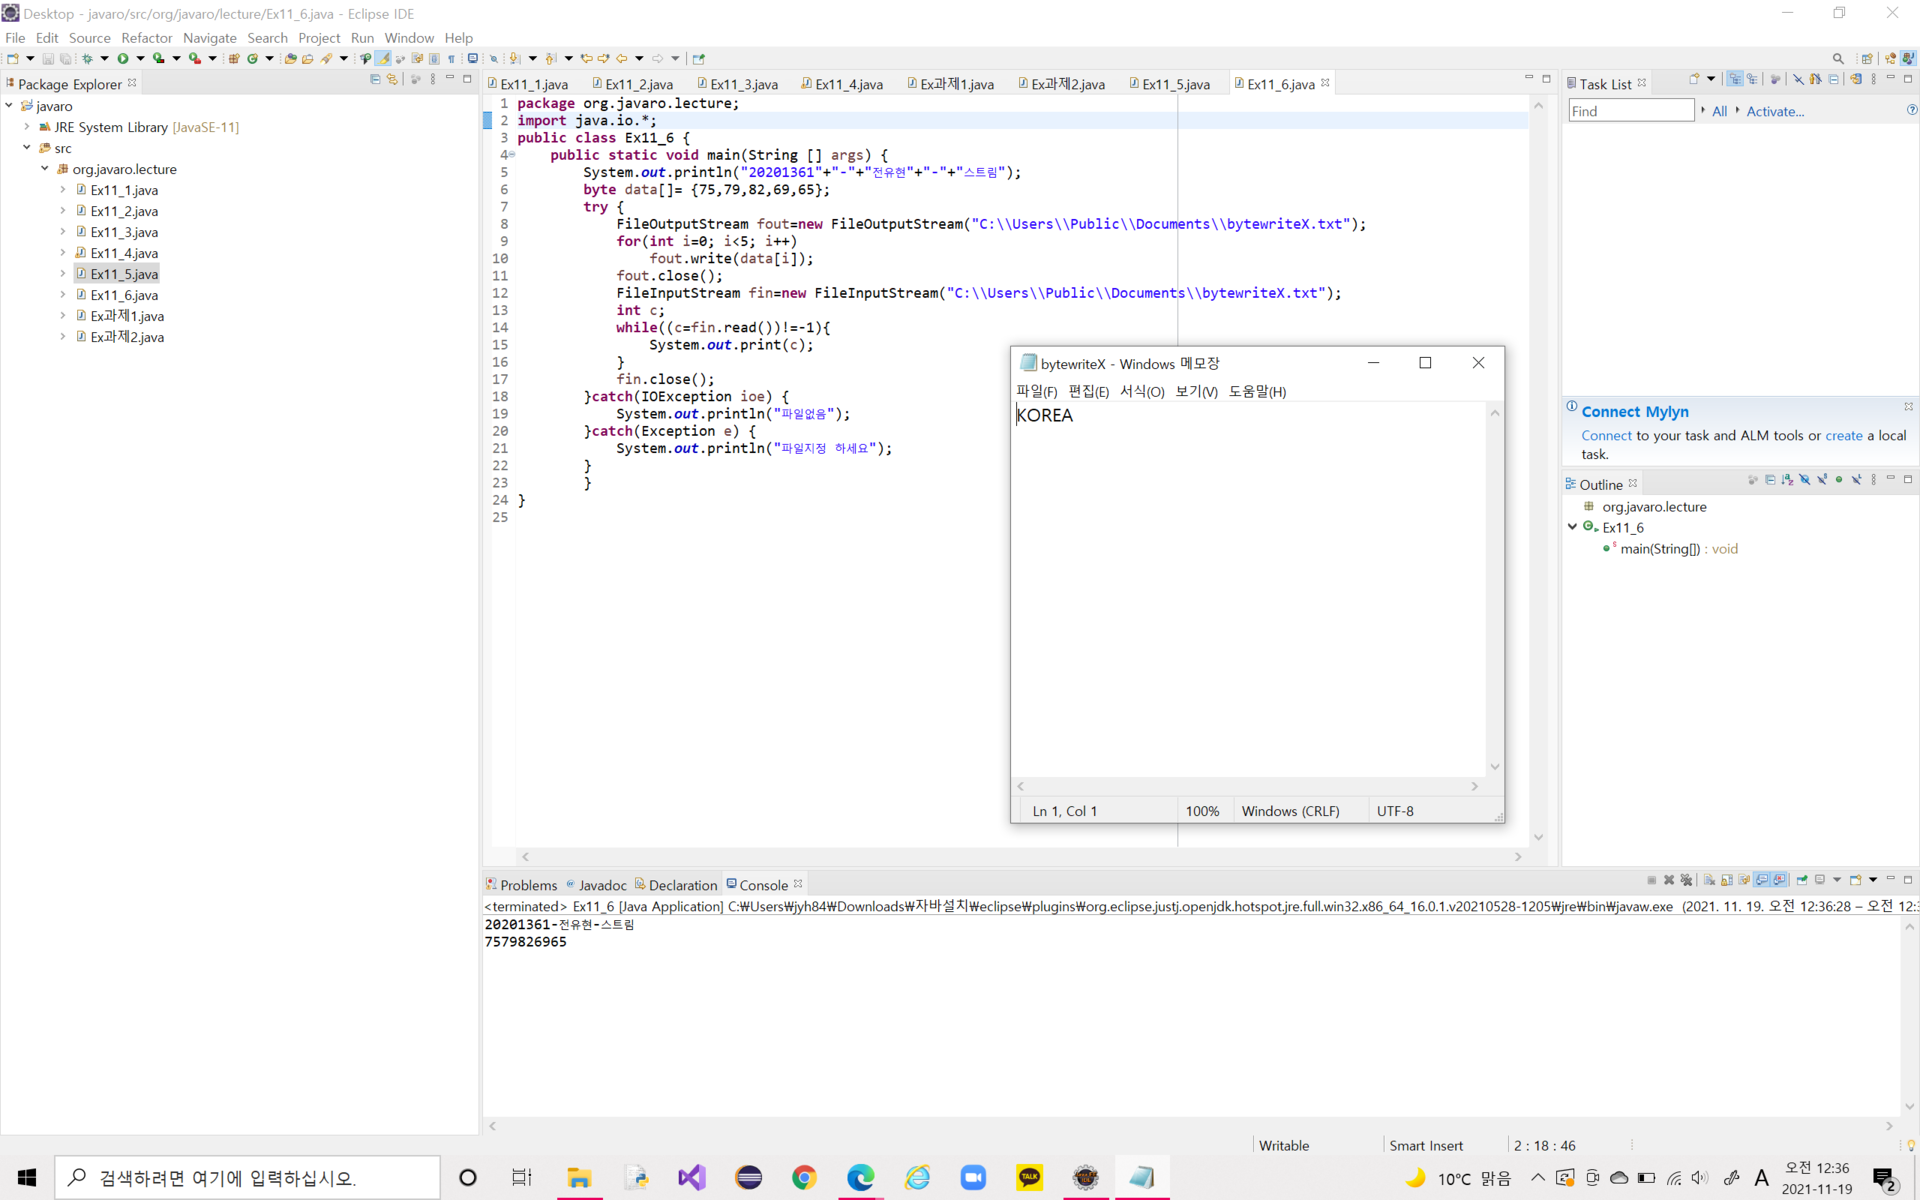 Desktop - javaro/src/org/javaro/lecture/Ex11_6.java - Eclipse IDE
File Edit Source Refactor Navigate Search Project Run Window Help
Package Explorer
javaro
JRE System Library [JavaSE-11]
src
org.javaro.lecture
Ex11_1.java
Ex11_2.java
Ex11_3.java
Ex11_4.java
Ex11_5.java
Ex11_6.java
Ex과제1.java
Ex과제2.java
Ex11_1.java Ex11_2.java Ex11_3.java Ex11_4.java Ex과제1.java Ex과제2.java Ex11_5.java Ex11_6.java
1 package org.javaro.lecture;
2 import java.io.*;
3 public class Ex11_6 {
4 public static void main(String [] args) {
5 System.out.println("20201361"+"-"+"전유현"+"-"+"스트림");
6 byte data[]= {75,79,82,69,65};
7 try {
8 FileOutputStream fout=new FileOutputStream("C:\\Users\\Public\\Documents\\bytewriteX.txt");
9 for(int i=0; i<5; i++)
10 fout.write(data[i]);
11 fout.close();
12 FileInputStream fin=new FileInputStream("C:\\Users\\Public\\Documents\\bytewriteX.txt");
13 int c;
14 while((c=fin.read())!=-1){
15 System.out.print(c);
16 }
17 fin.close();
18 }catch(IOException ioe) {
19 System.out.println("파일없음");
20 }catch(Exception e) {
21 System.out.println("파일지정 하세요");
22 }
23 }
24 }
25
bytewriteX - Windows 메모장
파일(F) 편집(E) 서식(O) 보기(V) 도움말(H)
KOREA
Ln 1, Col 1 100% Windows (CRLF) UTF-8
Task List
Find All Activate...
Connect Mylyn
Connect to your task and ALM tools or create a local
task.
Outline
org.javaro.lecture
Ex11_6
main(String[]) : void
Problems Javadoc Declaration Console
<terminated> Ex11_6 [Java Application] C:₩Users₩jyh84₩Downloads₩자바설치₩eclipse₩plugins₩org.eclipse.justj.openjdk.hotspot.jre.full.win32.x86_64_16.0.1.v20210528-1205₩jre₩bin₩javaw.exe (2021. 11. 19. 오전 12:36:28 – 오전 12:3
20201361-전유현-스트림
7579826965
Writable Smart Insert 2 : 18 : 46
검색하려면 여기에 입력하십시오.
TALK
10°C 맑음
A
오전 12:36
2021-11-19
2